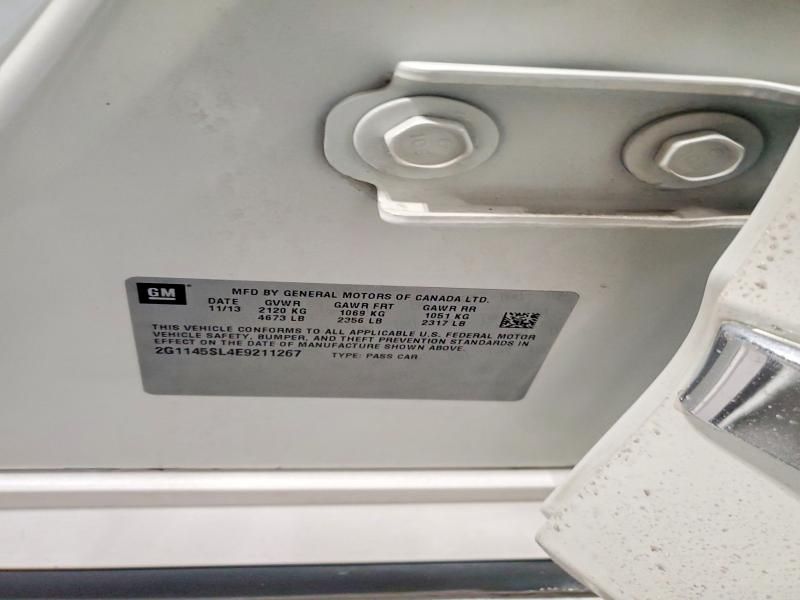 GM
MFD BY GENERAL MOTORS OF CANADA LTD.
DATE GVWR GAWR FRT GAWR RR
11/13 2120 KG 1069 KG 1051 KG
4673 LB 2356 LB 2317 LB
THIS VEHICLE CONFORMS TO ALL APPLICABLE U.S. FEDERAL MOTOR
VEHICLE SAFETY, BUMPER, AND THEFT PREVENTION STANDARDS IN
EFFECT ON THE DATE OF MANUFACTURE SHOWN ABOVE.
2G1145SL4E9211267 TYPE: PASS CAR